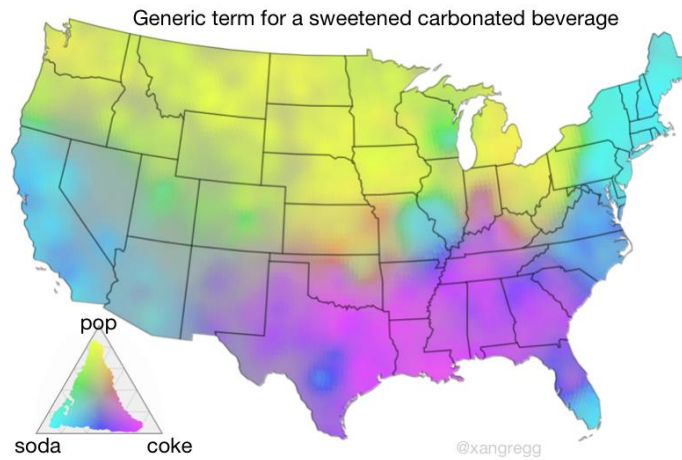 Generic term for a sweetened carbonated beverage
pop
soda
coke
@xangregg